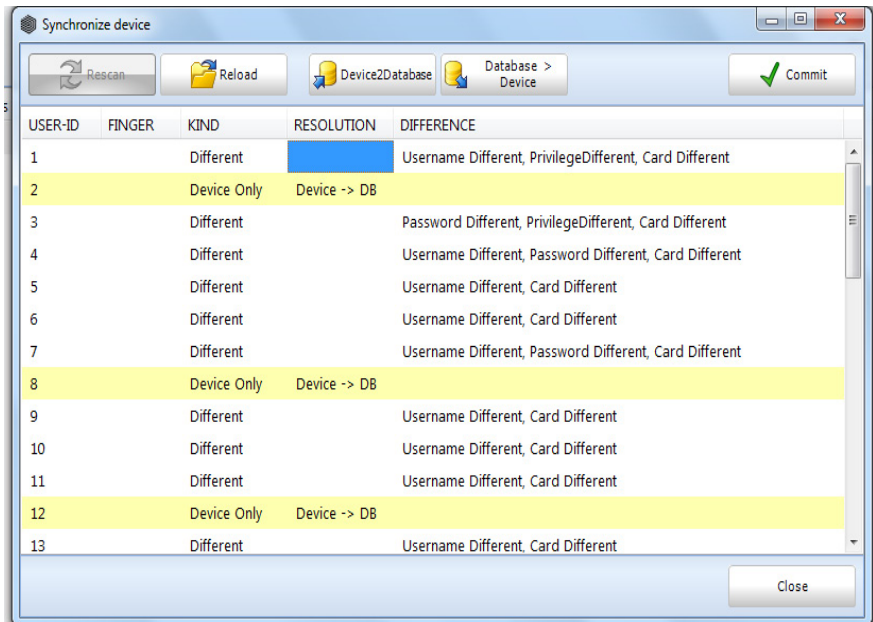 Synchronize device
Rescan Reload Device2Database Database > Device Commit
USER-ID FINGER KIND RESOLUTION DIFFERENCE
1 Different Username Different, PrivilegeDifferent, Card Different
2 Device Only Device -> DB
3 Different Password Different, PrivilegeDifferent, Card Different
4 Different Username Different, Password Different, Card Different
5 Different Username Different, Card Different
6 Different Username Different, Card Different
7 Different Username Different, Password Different, Card Different
8 Device Only Device -> DB
9 Different Username Different, Card Different
10 Different Username Different, Card Different
11 Different Username Different, Card Different
12 Device Only Device -> DB
13 Different Username Different, Card Different
Close